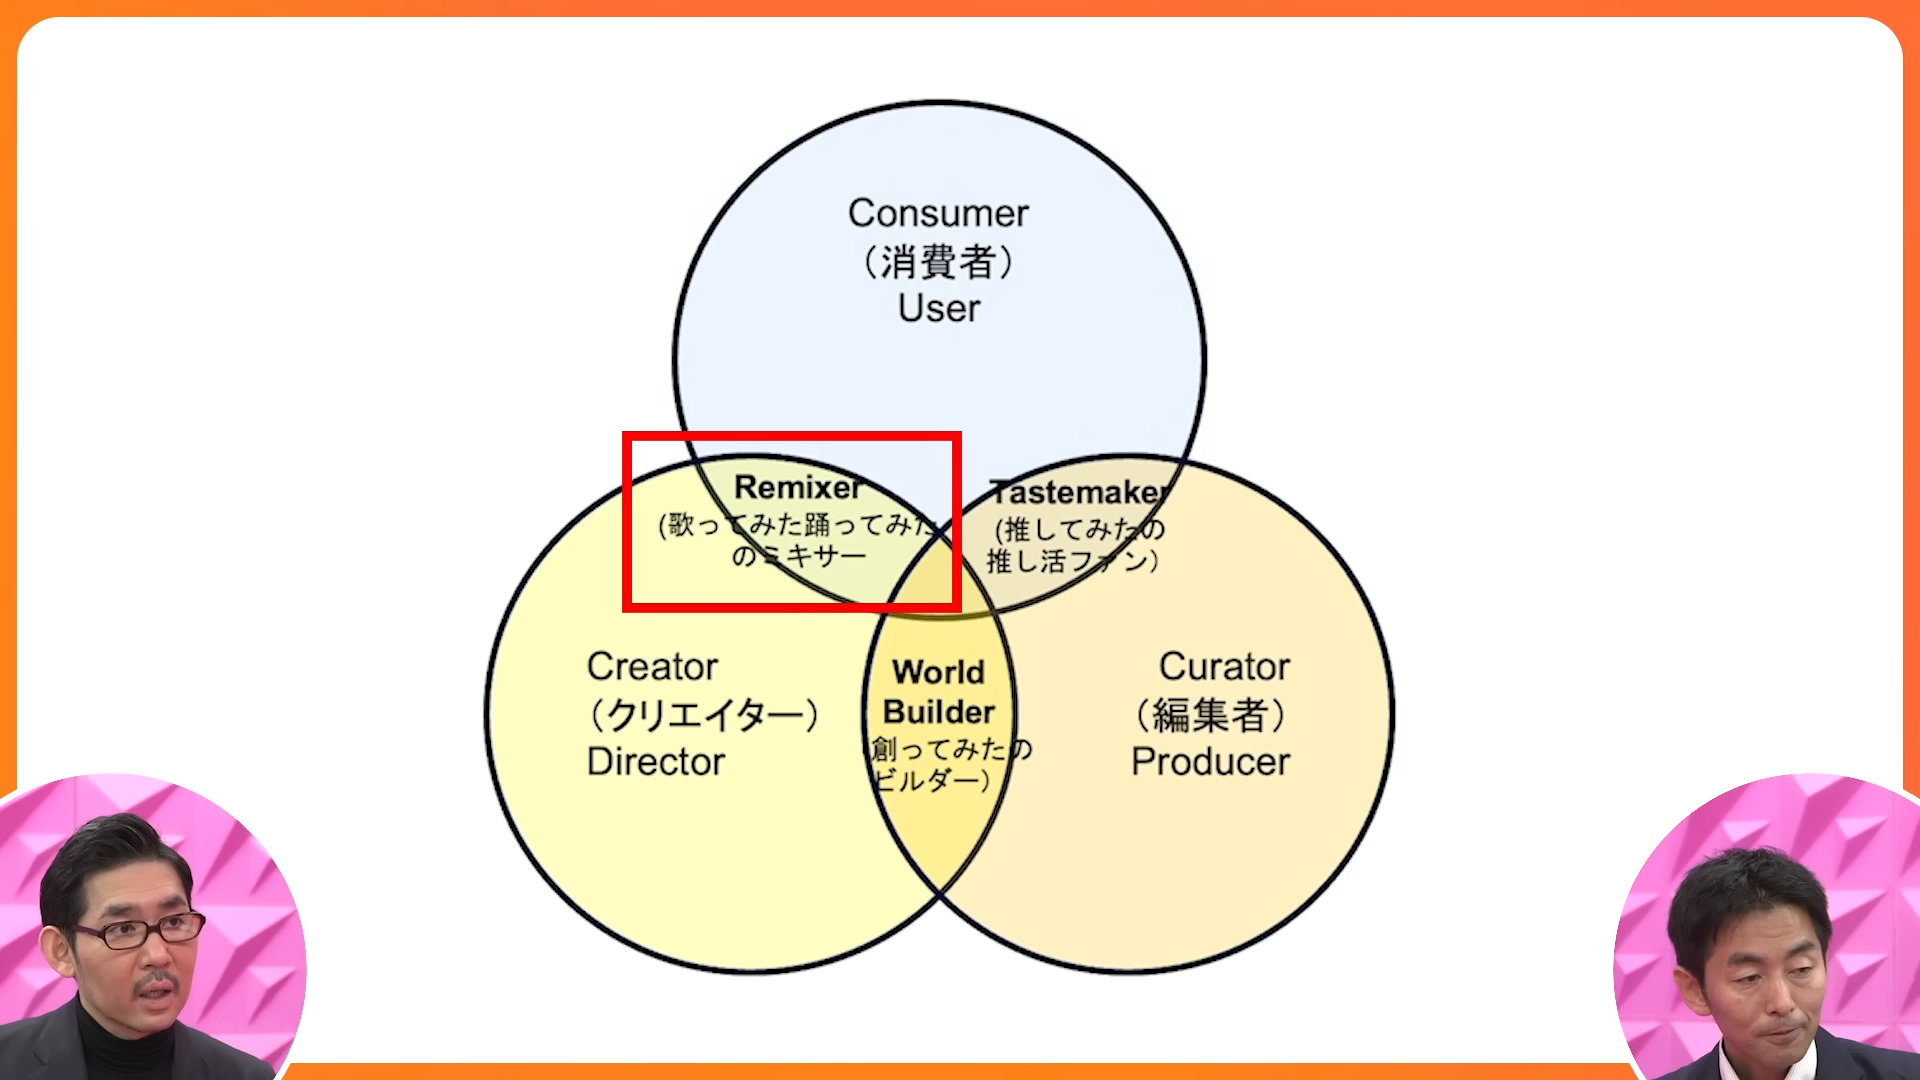 Consumer
（消費者）
User
Remixer
(歌ってみた踊ってみた
のミキサー
Tastemaker
(推してみたの
推し活ファン）
Creator
（クリエイター）
Director
World
Builder
創ってみたの
ビルダー）
Curator
（編集者）
Producer